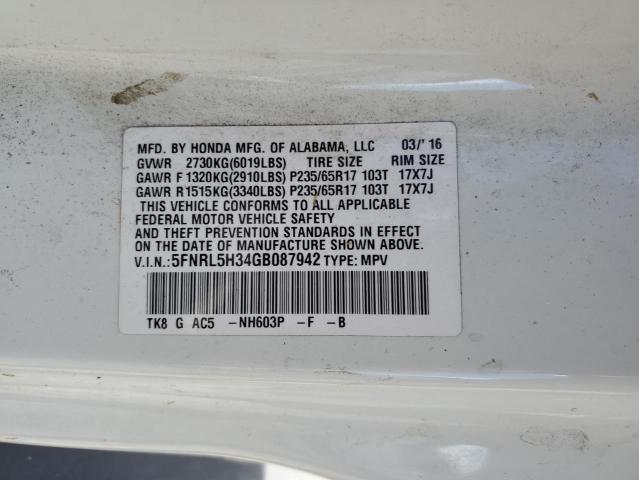 MFD. BY HONDA MFG. OF ALABAMA, LLC 03/'16
GVWR 2730KG(6019LBS) TIRE SIZE RIM SIZE
GAWR F 1320KG(2910LBS) P235/65R17 103T 17X7J
GAWR R1515KG(3340LBS) P235/65R17 103T 17X7J
THIS VEHICLE CONFORMS TO ALL APPLICABLE
FEDERAL MOTOR VEHICLE SAFETY
AND THEFT PREVENTION STANDARDS IN EFFECT
ON THE DATE OF MANUFACTURE SHOWN ABOVE.
V.I.N.:5FNRL5H34GB087942 TYPE: MPV
TK8 G AC5 -NH603P -F -B